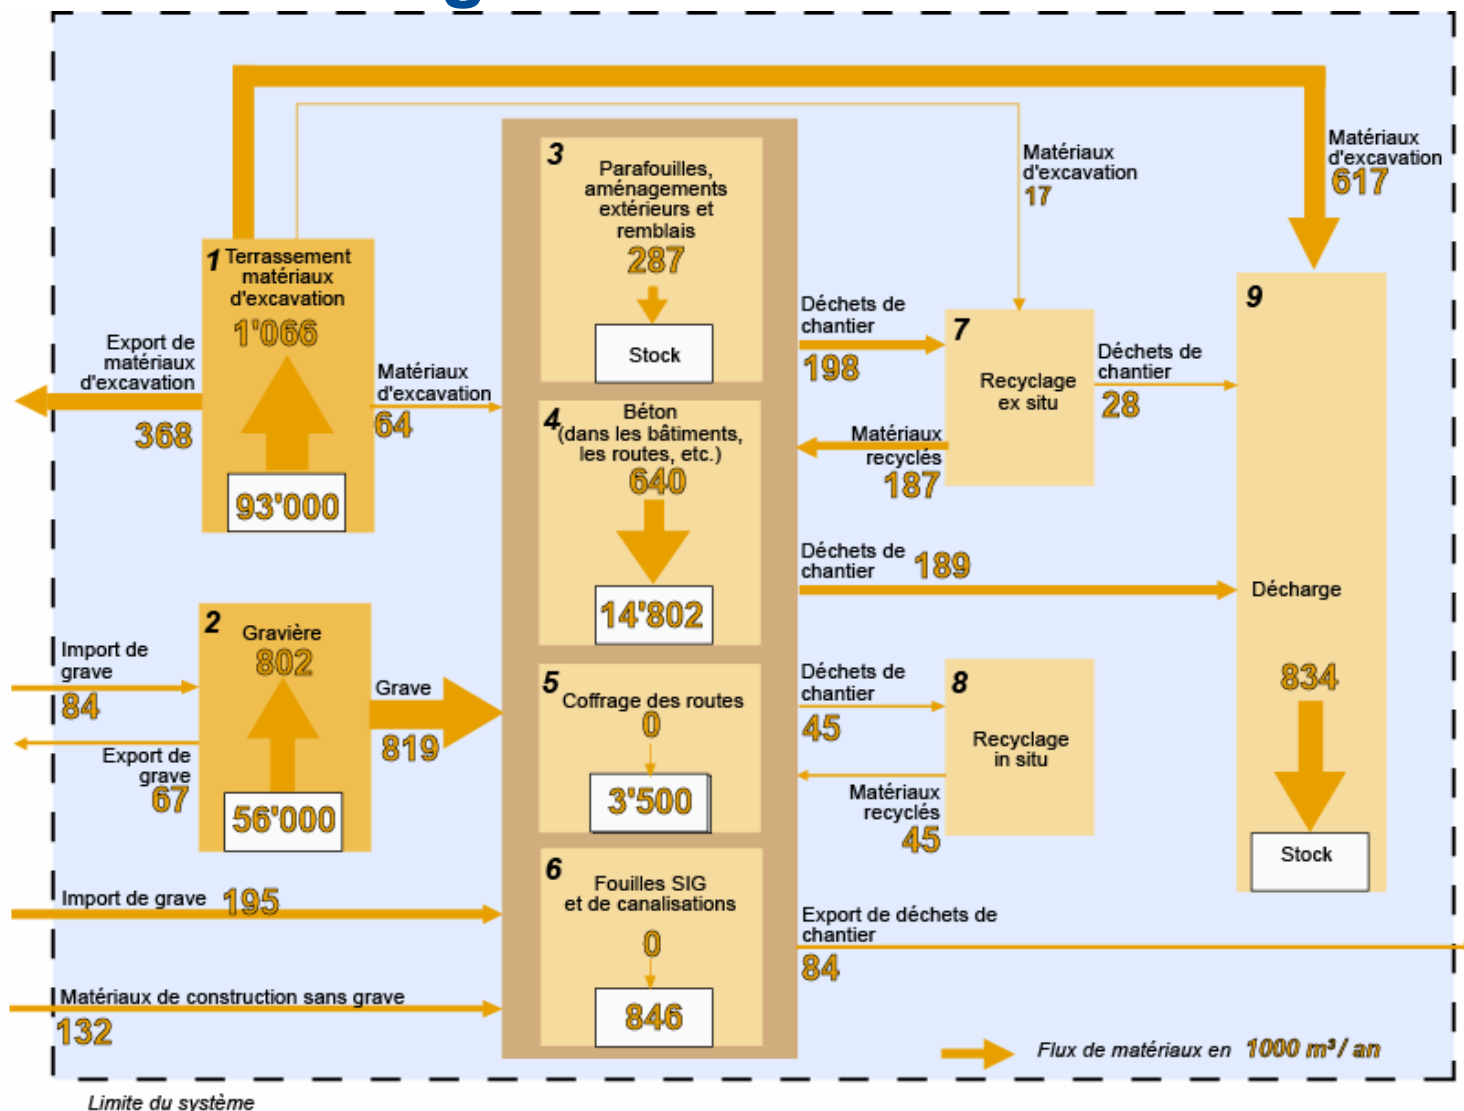 g
Matériaux
d'excavation
617
Matériaux
d'excavation
17
1
Terrassement
matériaux
d'excavation
1'066
93'000
Export de
matériaux
d'excavation
368
Matériaux
d'excavation
64
2
Gravière
802
56'000
Import de
grave
84
Export de
grave
67
Grave
819
Import de grave 195
Matériaux de construction sans grave
132
3
Parafouilles,
aménagements
extérieurs et
remblais
287
Stock
4
Béton
(dans les bâtiments,
les routes, etc.)
640
14'802
5
Coffrage des routes
0
3'500
6
Fouilles SIG
et de canalisations
0
846
Déchets de
chantier
198
7
Recyclage
ex situ
Déchets de
chantier
28
Matériaux
recyclés
187
Déchets de
chantier 189
Déchets de
chantier
45
8
Recyclage
in situ
Matériaux
recyclés
45
Export de déchets de
chantier
84
9
Décharge
834
Stock
Flux de matériaux en 1000 m³/ an
Limite du système